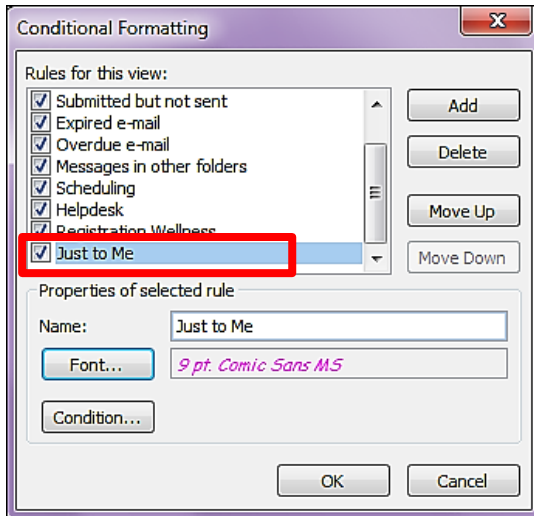 Conditional Formatting
Rules for this view:
Submitted but not sent
Expired e-mail
Overdue e-mail
Messages in other folders
Scheduling
Helpdesk
Registration Wellness
Just to Me
Add
Delete
Move Up
Move Down
Properties of selected rule
Name: Just to Me
Font... 9 pt. Comic Sans MS
Condition...
OK Cancel